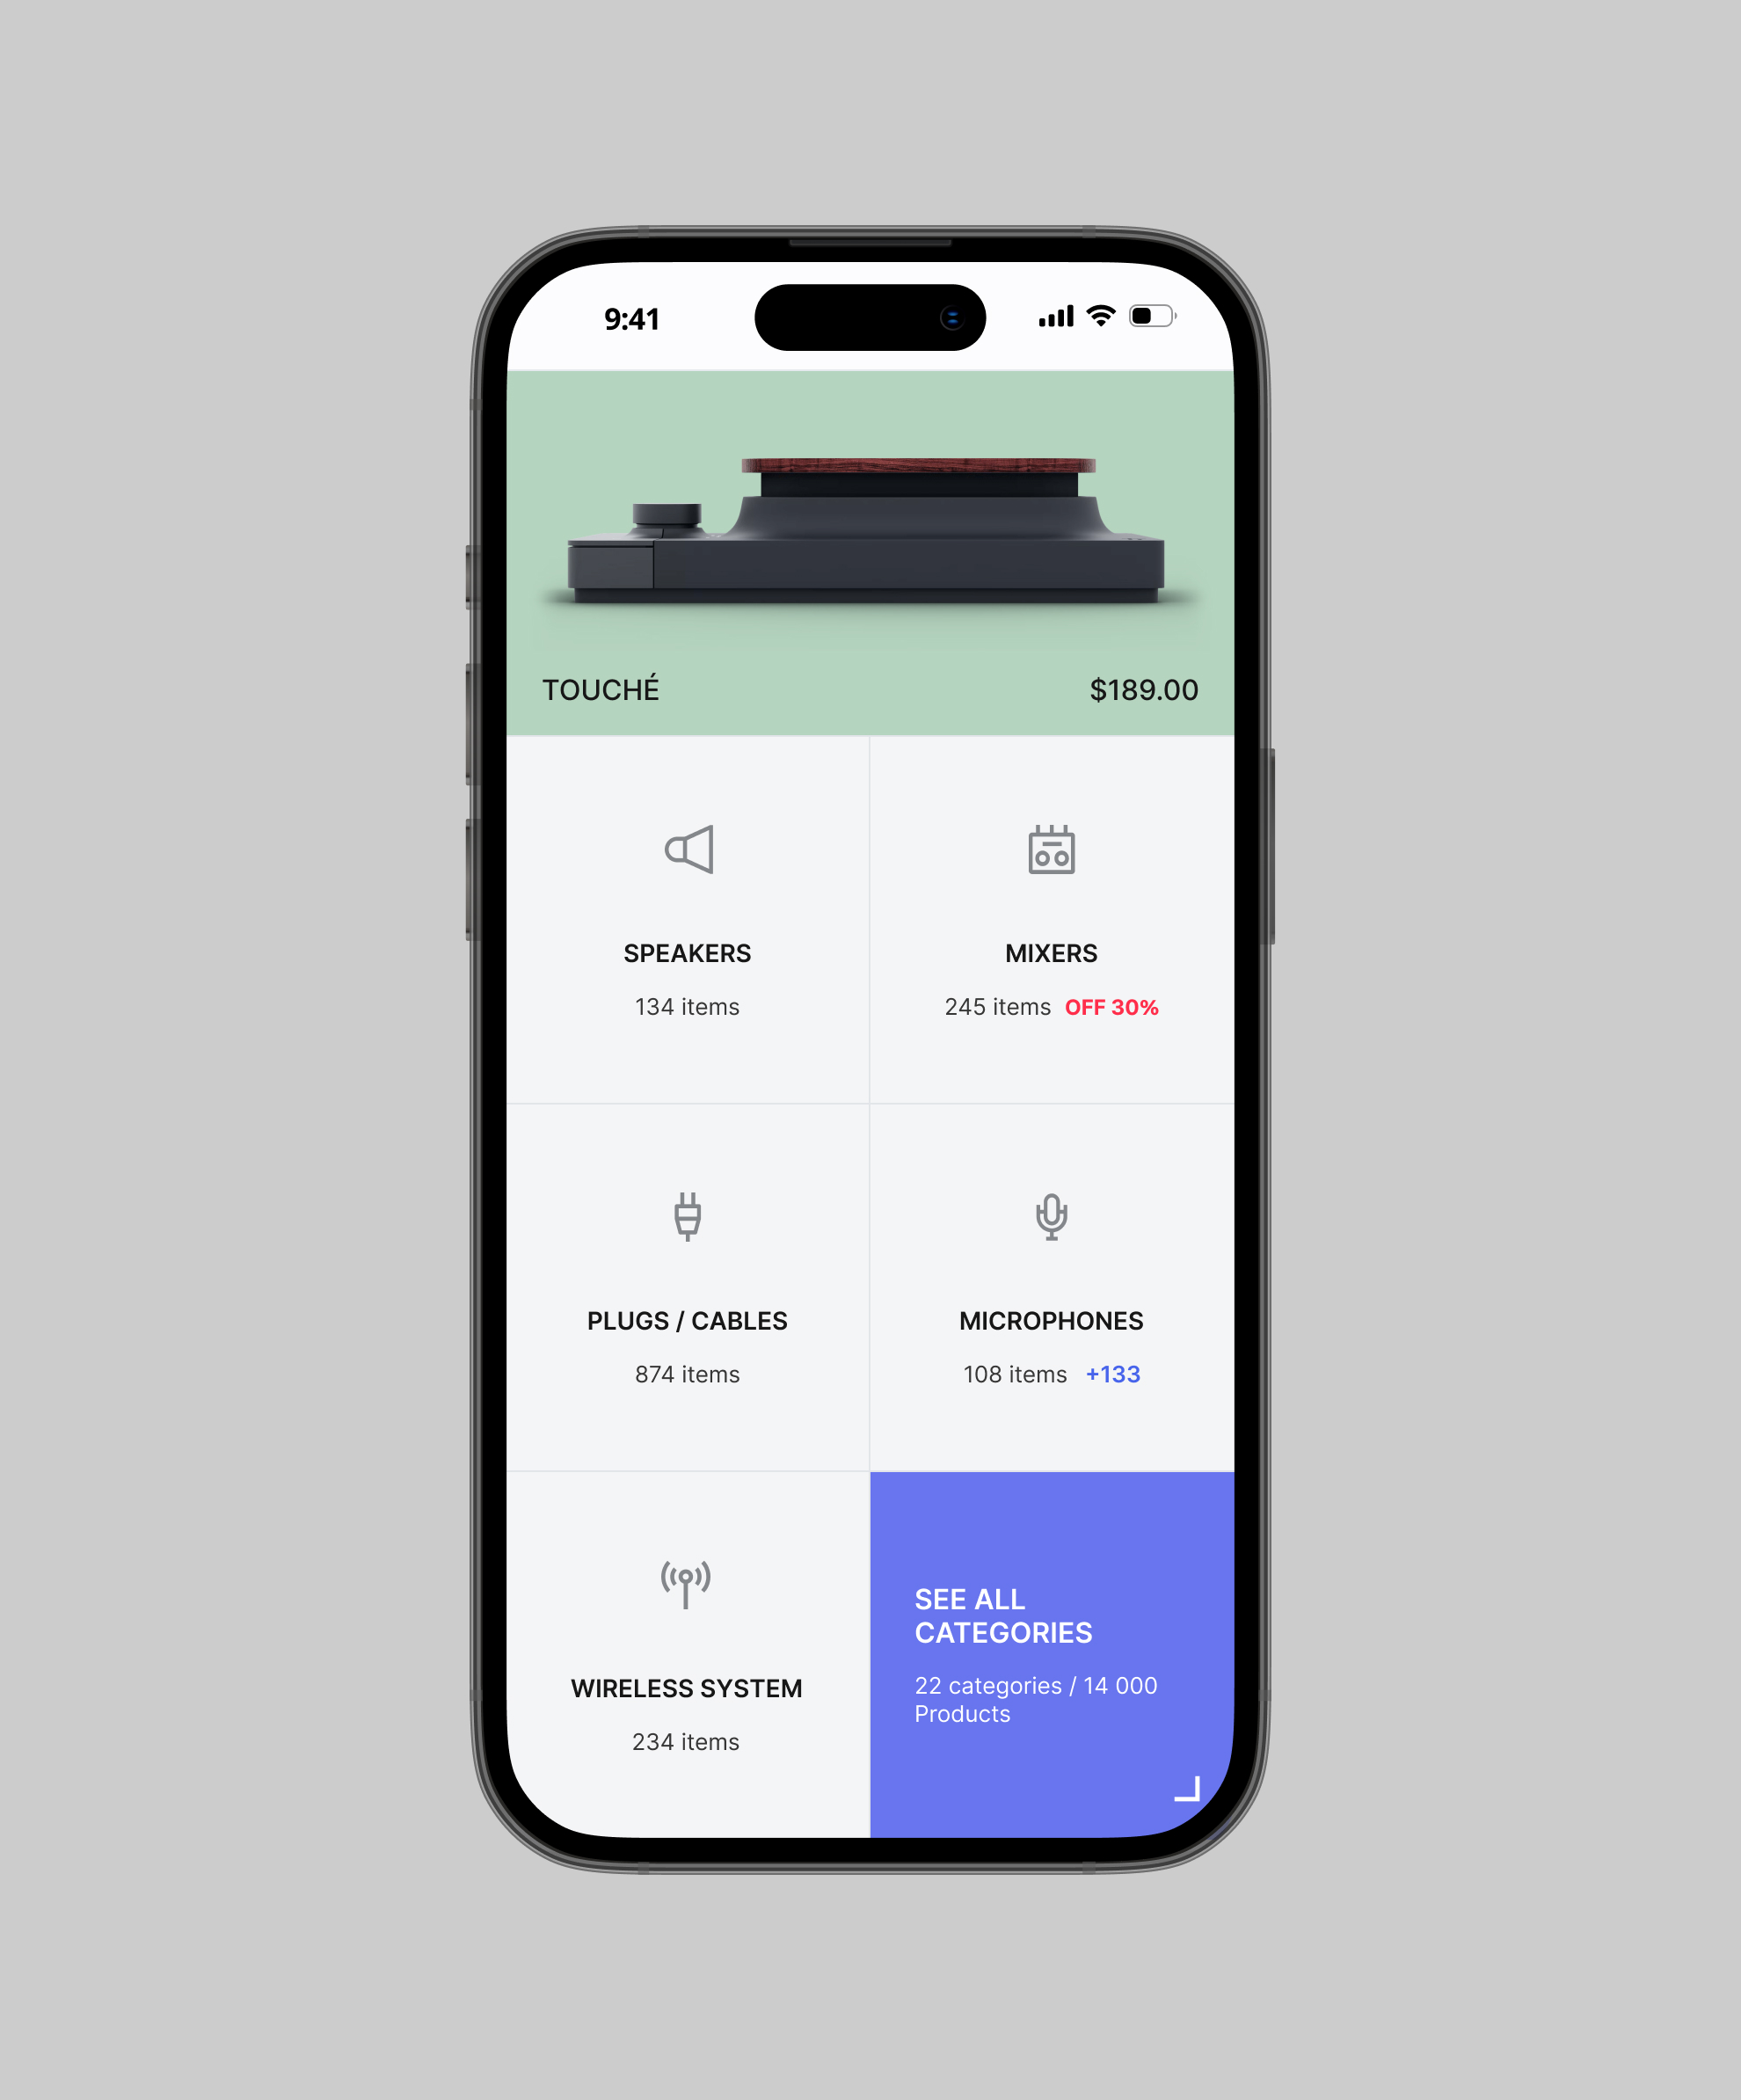 9:41
TOUCHÉ $189.00
SPEAKERS
134 items
MIXERS
245 items OFF 30%
PLUGS / CABLES
874 items
MICROPHONES
108 items +133
WIRELESS SYSTEM
234 items
SEE ALL
CATEGORIES
22 categories / 14 000
Products